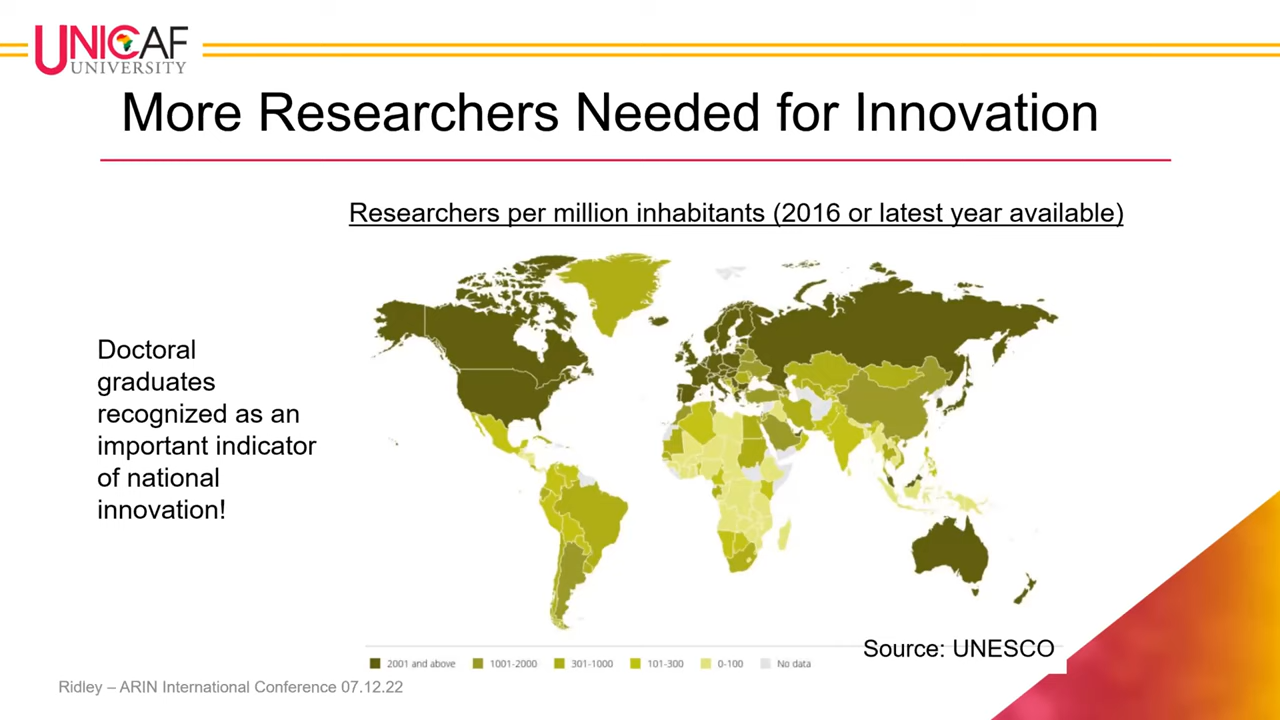 UNICAF
UNIVERSITY
More Researchers Needed for Innovation
Researchers per million inhabitants (2016 or latest year available)
Doctoral
graduates
recognized as an
important indicator
of national
innovation!
Source: UNESCO
2001 and above 1001-2000 301-1000 101-300 0-100 No data
Ridley – ARIN International Conference 07.12.22